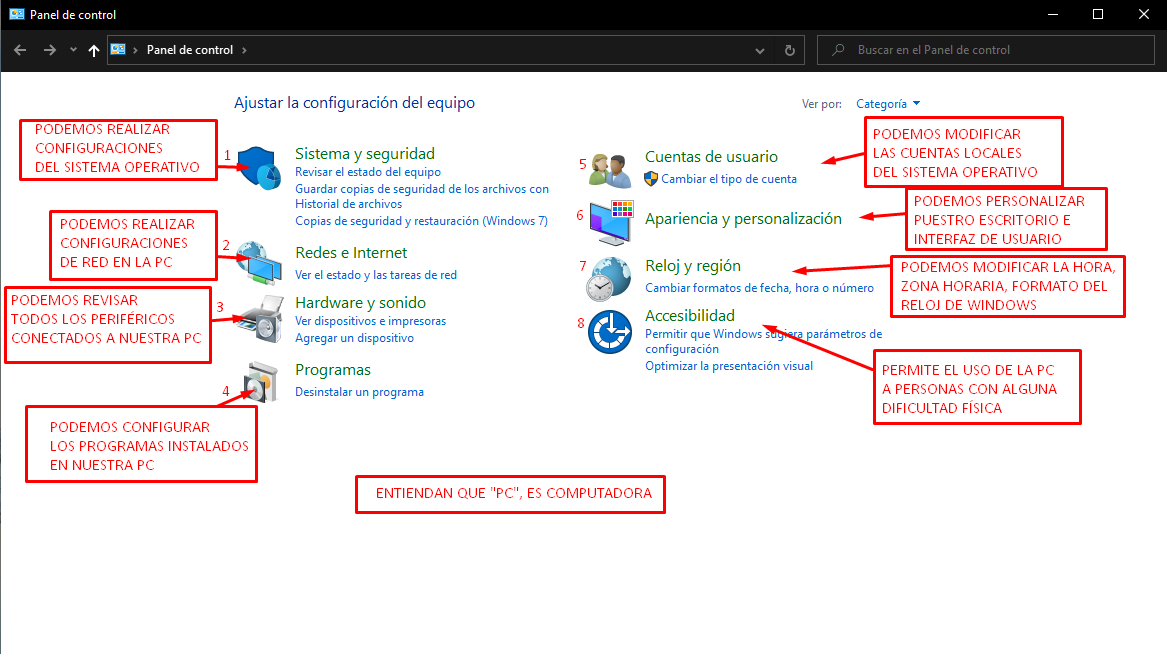 Panel de control
Panel de control
Buscar en el Panel de control
Ajustar la configuración del equipo
Ver por:
Categoría
PODEMOS REALIZAR
CONFIGURACIONES
DEL SISTEMA OPERATIVO
1
Sistema y seguridad
Revisar el estado del equipo
Guardar copias de seguridad de los archivos con
Historial de archivos
Copias de seguridad y restauración (Windows 7)
PODEMOS REALIZAR
CONFIGURACIONES
DE RED EN LA PC
2
Redes e Internet
Ver el estado y las tareas de red
PODEMOS REVISAR
TODOS LOS PERIFÉRICOS
CONECTADOS A NUESTRA PC
3
Hardware y sonido
Ver dispositivos e impresoras
Agregar un dispositivo
4
Programas
Desinstalar un programa
PODEMOS CONFIGURAR
LOS PROGRAMAS INSTALADOS
EN NUESTRA PC
5
Cuentas de usuario
Cambiar el tipo de cuenta
PODEMOS MODIFICAR
LAS CUENTAS LOCALES
DEL SISTEMA OPERATIVO
6
Apariencia y personalización
PODEMOS PERSONALIZAR
PUESTRO ESCRITORIO E
INTERFAZ DE USUARIO
7
Reloj y región
Cambiar formatos de fecha, hora o número
PODEMOS MODIFICAR LA HORA,
ZONA HORARIA, FORMATO DEL
RELOJ DE WINDOWS
8
Accesibilidad
Permitir que Windows sugiera parámetros de
configuración
Optimizar la presentación visual
PERMITE EL USO DE LA PC
A PERSONAS CON ALGUNA
DIFICULTAD FÍSICA
ENTIENDAN QUE "PC", ES COMPUTADORA